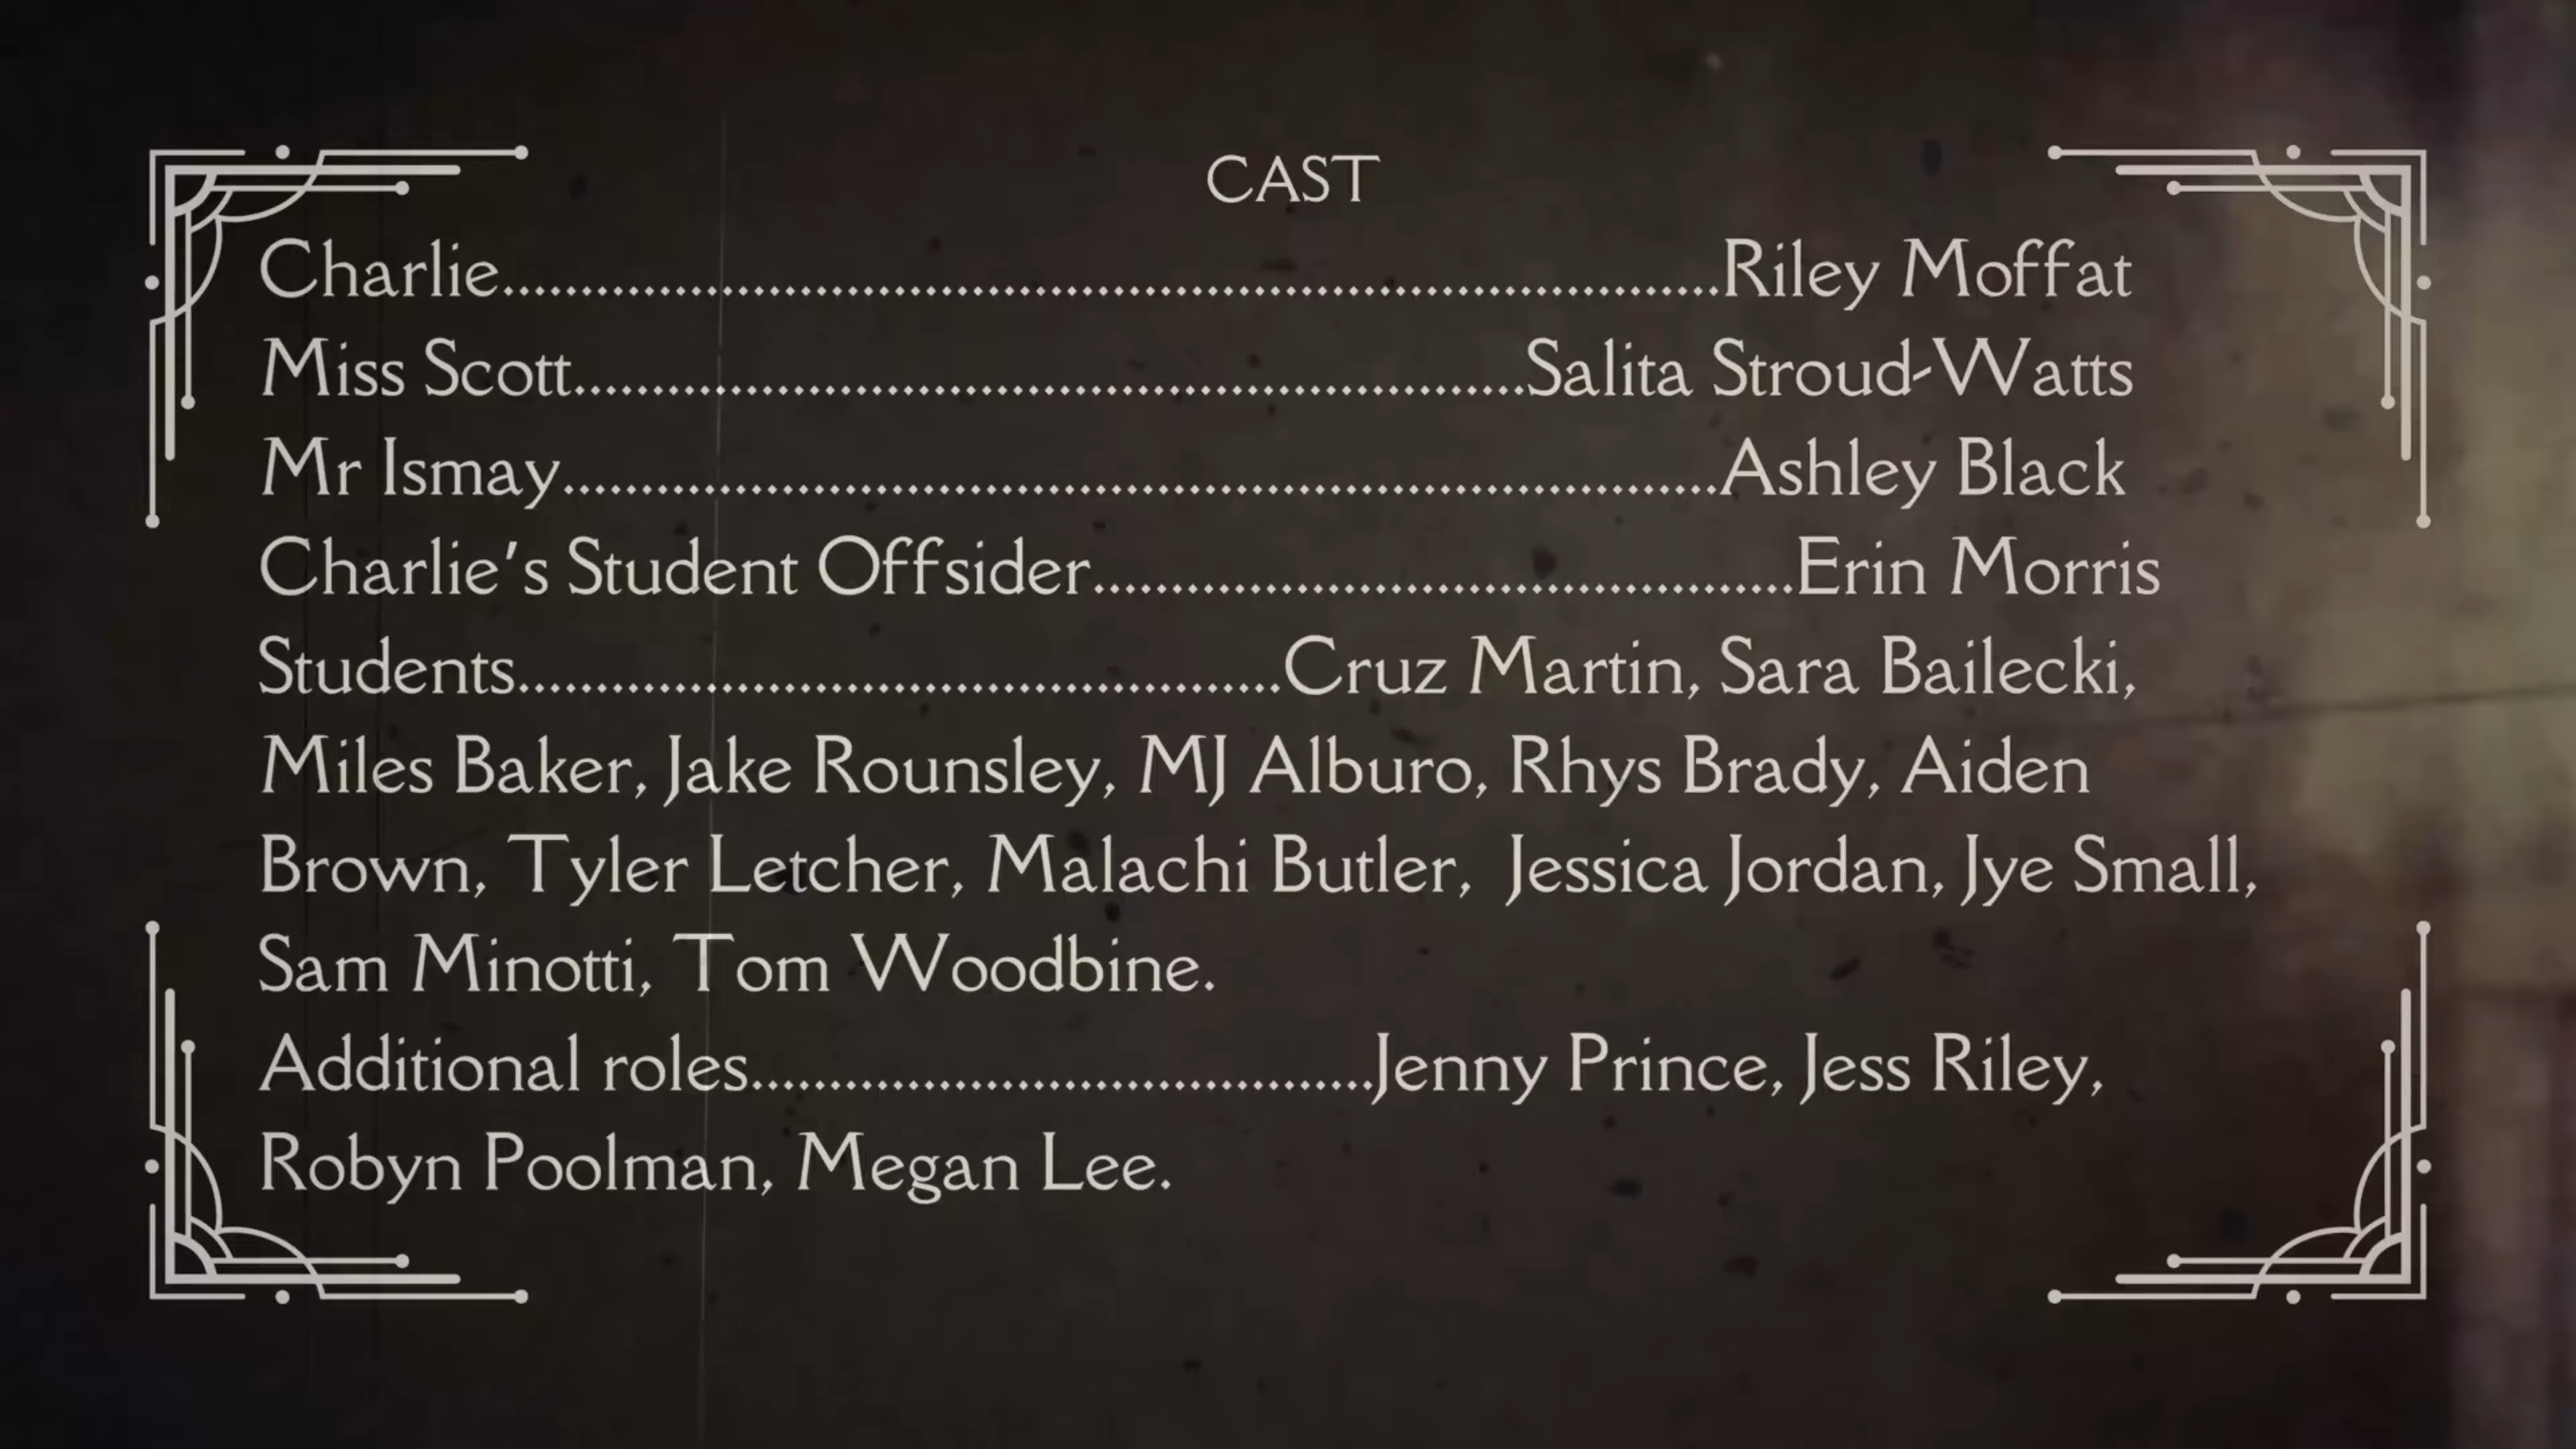 CAST
Charlie..............................................................................Riley Moffat
Miss Scott.............................................................Salita Stroud-Watts
Mr Ismay..........................................................................Ashley Black
Charlie's Student Offsider.............................................Erin Morris
Students.................................................Cruz Martin, Sara Bailecki,
Miles Baker, Jake Rounsley, MJ Alburo, Rhys Brady, Aiden
Brown, Tyler Letcher, Malachi Butler, Jessica Jordan, Jye Small,
Sam Minotti, Tom Woodbine.
Additional roles........................................Jenny Prince, Jess Riley,
Robyn Poolman, Megan Lee.